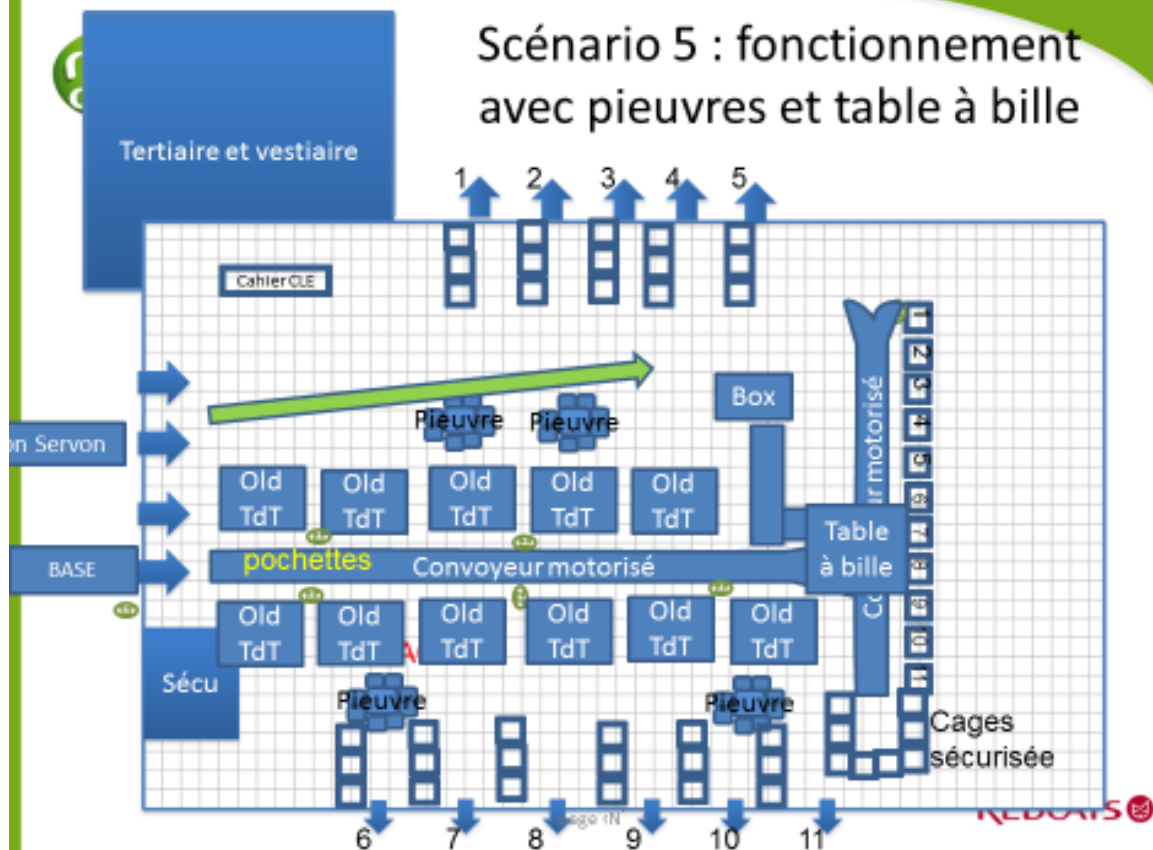 Scénario 5 : fonctionnement
avec pieuvres et table à bille
Tertiaire et vestiaire
1 2 3 4 5
Cahier CLE
1
2
3
4
5
6
7
8
9
10
11
Box
Pieuvre Pieuvre
on Servon
Old
TdT
Old
TdT
Old
TdT
Old
TdT
Old
TdT
Table
à bille
BASE
pochettes
Convoyeur motorisé
Co
r motorisé
Old
TdT
Old
TdT
Old
TdT
Old
TdT
Old
TdT
Old
TdT
Sécu
Pieuvre
Pieuvre
Cages
sécurisée
6 7 8 9 10 11
REDCATS